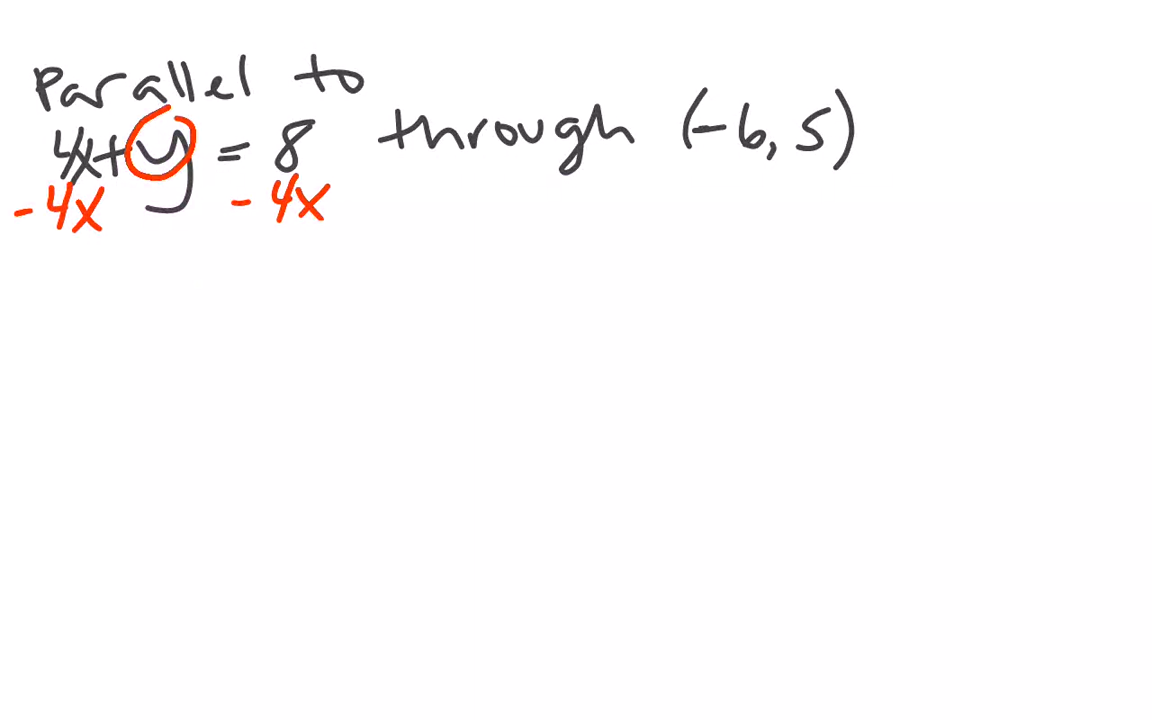 Parallel to
4x+y = 8 through (-6, 5)
-4x - 4x